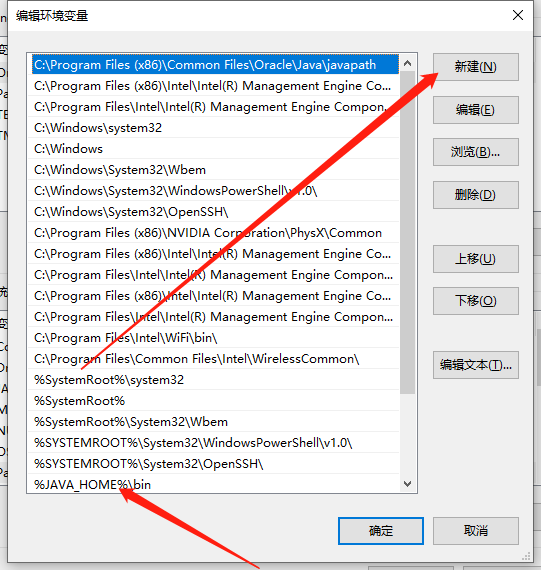 编辑环境变量
C:\Program Files (x86)\Common Files\Oracle\Java\javapath
C:\Program Files (x86)\Intel\Intel(R) Management Engine Co...
C:\Program Files\Intel\Intel(R) Management Engine Compon...
C:\Windows\system32
C:\Windows
C:\Windows\System32\Wbem
C:\Windows\System32\WindowsPowerShell\v1.0\
C:\Windows\System32\OpenSSH\
C:\Program Files (x86)\NVIDIA Corporation\PhysX\Common
C:\Program Files (x86)\Intel\Intel(R) Management Engine Co...
C:\Program Files\Intel\Intel(R) Management Engine Compon...
C:\Program Files (x86)\Intel\Intel(R) Management Engine Co...
C:\Program Files\Intel\Intel(R) Management Engine Compon...
C:\Program Files\Intel\WiFi\bin\
C:\Program Files\Common Files\Intel\WirelessCommon\
%SystemRoot%\system32
%SystemRoot%
%SystemRoot%\System32\Wbem
%SYSTEMROOT%\System32\WindowsPowerShell\v1.0\
%SYSTEMROOT%\System32\OpenSSH\
%JAVA_HOME%\bin
新建(N)
编辑(E)
浏览(B)...
删除(D)
上移(U)
下移(O)
编辑文本(T)...
确定
取消